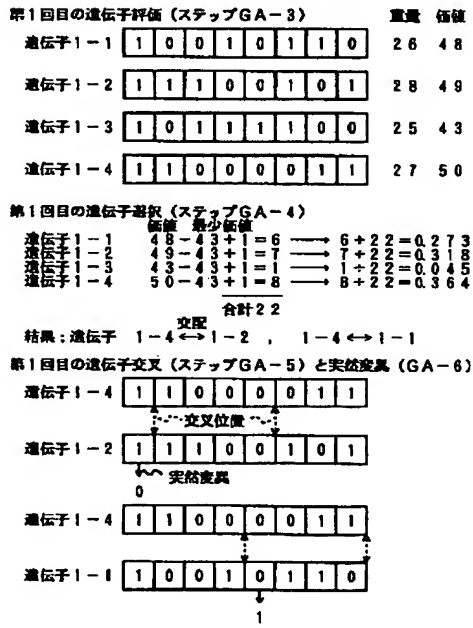 第1回目の遺伝子評価（ステップGA－3） 重量 価値
遺伝子1－1 1 0 0 1 0 1 1 0 26 48
遺伝子1－2 1 1 1 0 0 1 0 1 28 49
遺伝子1－3 1 0 1 1 1 1 0 0 25 43
遺伝子1－4 1 1 0 0 0 0 1 1 27 50
第1回目の遺伝子選択（ステップGA－4）
価値 最少価値
遺伝子1－1 48－43＋1＝6 → 6÷22＝0.273
遺伝子1－2 49－43＋1＝7 → 7÷22＝0.318
遺伝子1－3 43－43＋1＝1 → 1÷22＝0.045
遺伝子1－4 50－43＋1＝8 → 8÷22＝0.364
合計22
交配
結果：遺伝子 1－4↔1－2 ， 1－4↔1－1
第1回目の遺伝子交叉（ステップGA－5）と突然変異（GA－6）
遺伝子1－4 1 1 0 0 0 0 1 1
交叉位置
遺伝子1－2 1 1 1 0 0 1 0 1
突然変異
0
遺伝子1－4 1 1 0 0 0 0 1 1
遺伝子1－1 1 0 0 1 0 1 1 0
1